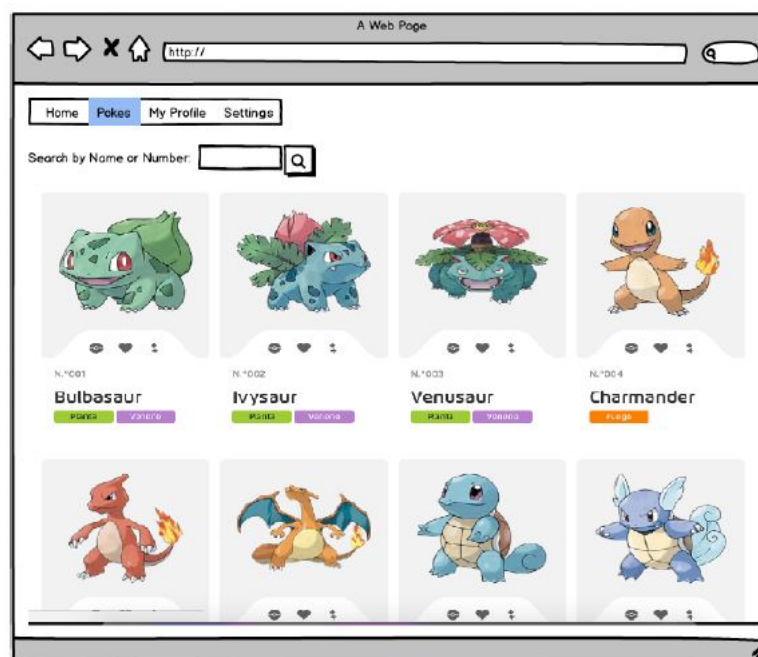 A Web Page
http://
Home Pokes My Profile Settings
Search by Name or Number:
N.°001
Bulbasaur
Planta Veneno
N.°002
Ivysaur
Planta Veneno
N.°003
Venusaur
Planta Veneno
N.°004
Charmander
Fuego